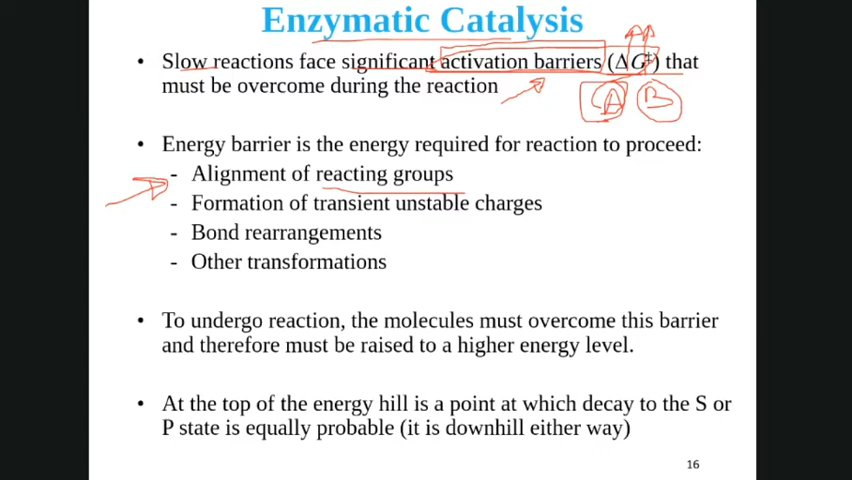 Enzymatic Catalysis
• Slow reactions face significant activation barriers (ΔG‡) that
must be overcome during the reaction
A B
• Energy barrier is the energy required for reaction to proceed:
- Alignment of reacting groups
- Formation of transient unstable charges
- Bond rearrangements
- Other transformations
• To undergo reaction, the molecules must overcome this barrier
and therefore must be raised to a higher energy level.
• At the top of the energy hill is a point at which decay to the S or
P state is equally probable (it is downhill either way)
16